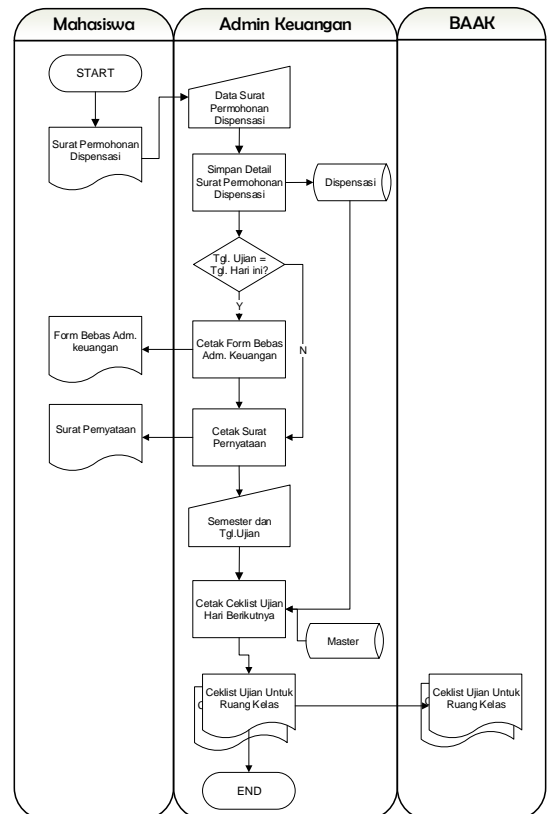 Mahasiswa
Admin Keuangan
BAAK
START
Data Surat
Permohonan
Dispensasi
Surat Permohonan
Dispensasi
Simpan Detail
Surat Permohonan
Dispensasi
Dispensasi
Tgl. Ujian =
Tgl. Hari ini?
Y
N
Form Bebas Adm.
keuangan
Cetak Form Bebas
Adm. Keuangan
Surat Pernyataan
Cetak Surat
Pernyataan
Semester dan
Tgl.Ujian
Cetak Ceklist Ujian
Hari Berikutnya
Master
Ceklist Ujian Untuk
Ruang Kelas
Ceklist Ujian Untuk
Ruang Kelas
END